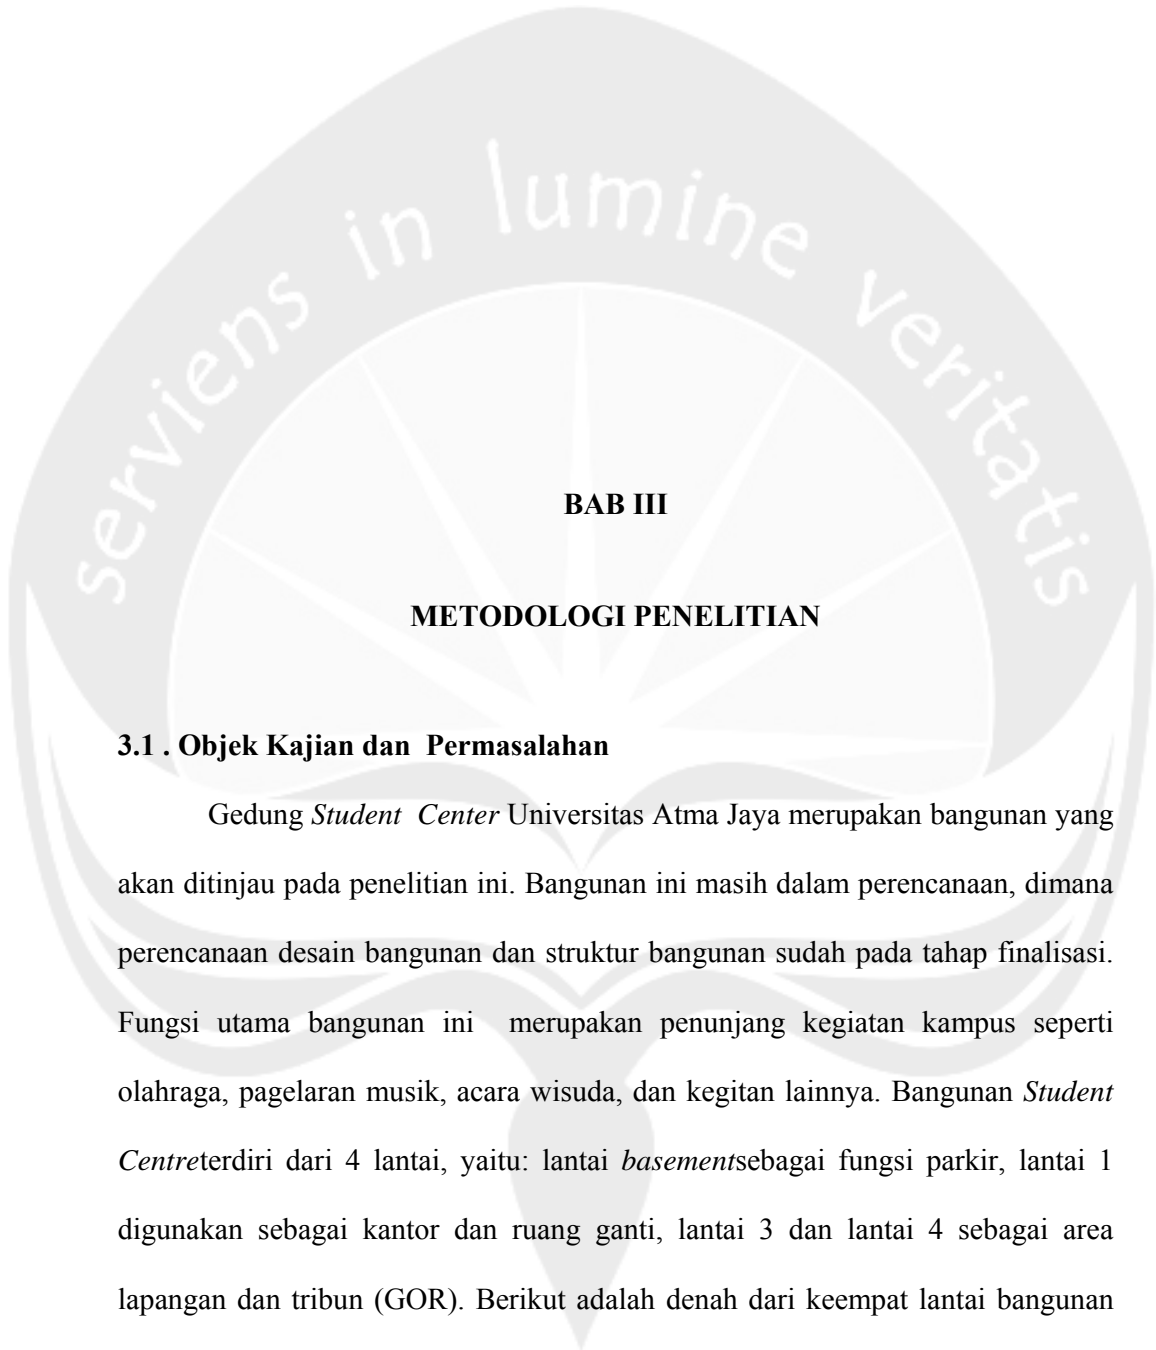 serviens in lumine veritatis
BAB III
METODOLOGI PENELITIAN
3.1 . Objek Kajian dan  Permasalahan
Gedung Student  Center Universitas Atma Jaya merupakan bangunan yang
akan ditinjau pada penelitian ini. Bangunan ini masih dalam perencanaan, dimana
perencanaan desain bangunan dan struktur bangunan sudah pada tahap finalisasi.
Fungsi utama bangunan ini  merupakan penunjang kegiatan kampus seperti
olahraga, pagelaran musik, acara wisuda, dan kegitan lainnya. Bangunan Student
Centreterdiri dari 4 lantai, yaitu: lantai basementsebagai fungsi parkir, lantai 1
digunakan sebagai kantor dan ruang ganti, lantai 3 dan lantai 4 sebagai area
lapangan dan tribun (GOR). Berikut adalah denah dari keempat lantai bangunan